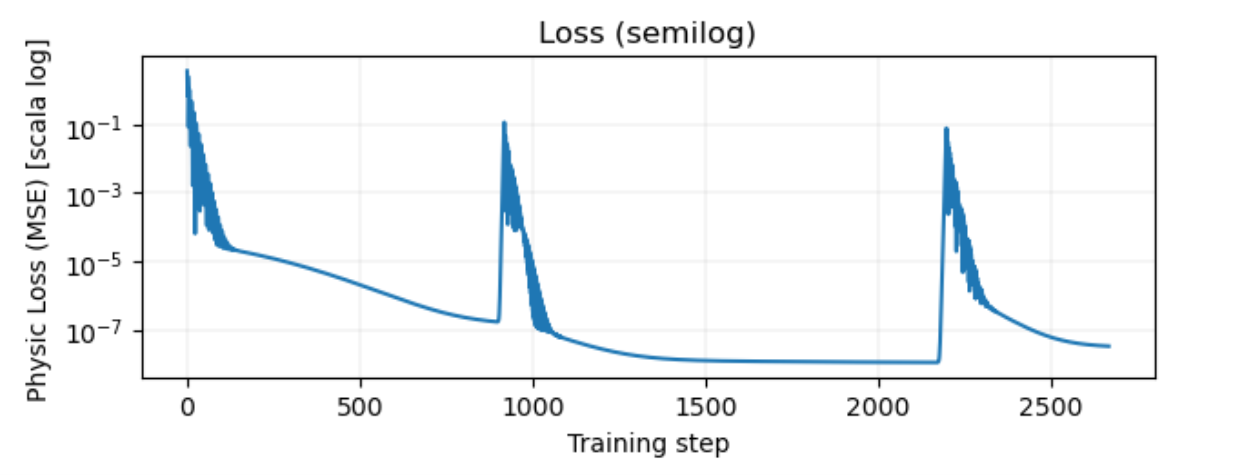 Loss (semilog)
Physic Loss (MSE) [scala log]
10⁻¹
10⁻³
10⁻⁵
10⁻⁷
0 500 1000 1500 2000 2500
Training step